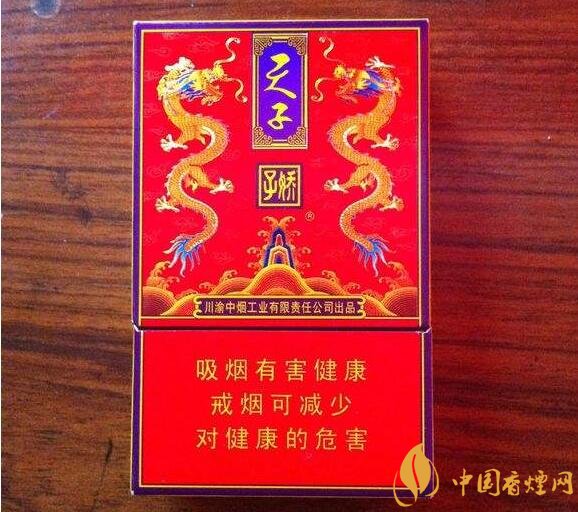 天子
子娇
®
川渝中烟工业有限责任公司出品
吸烟有害健康
戒烟可减少
对健康的危害
中国香烟网